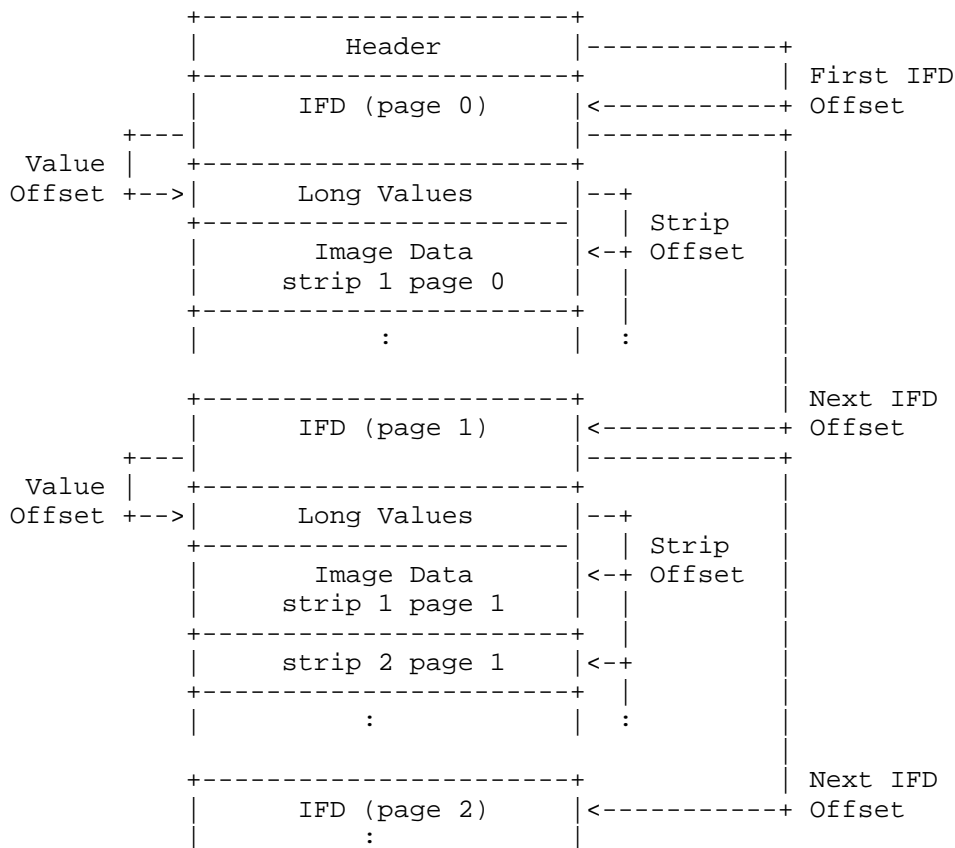 Header
First IFD
IFD (page 0) Offset
Value
Offset Long Values
Strip
Image Data Offset
strip 1 page 0
:  :
Next IFD
IFD (page 1) Offset
Value
Offset Long Values
Strip
Image Data Offset
strip 1 page 1
strip 2 page 1
:  :
Next IFD
IFD (page 2) Offset
: